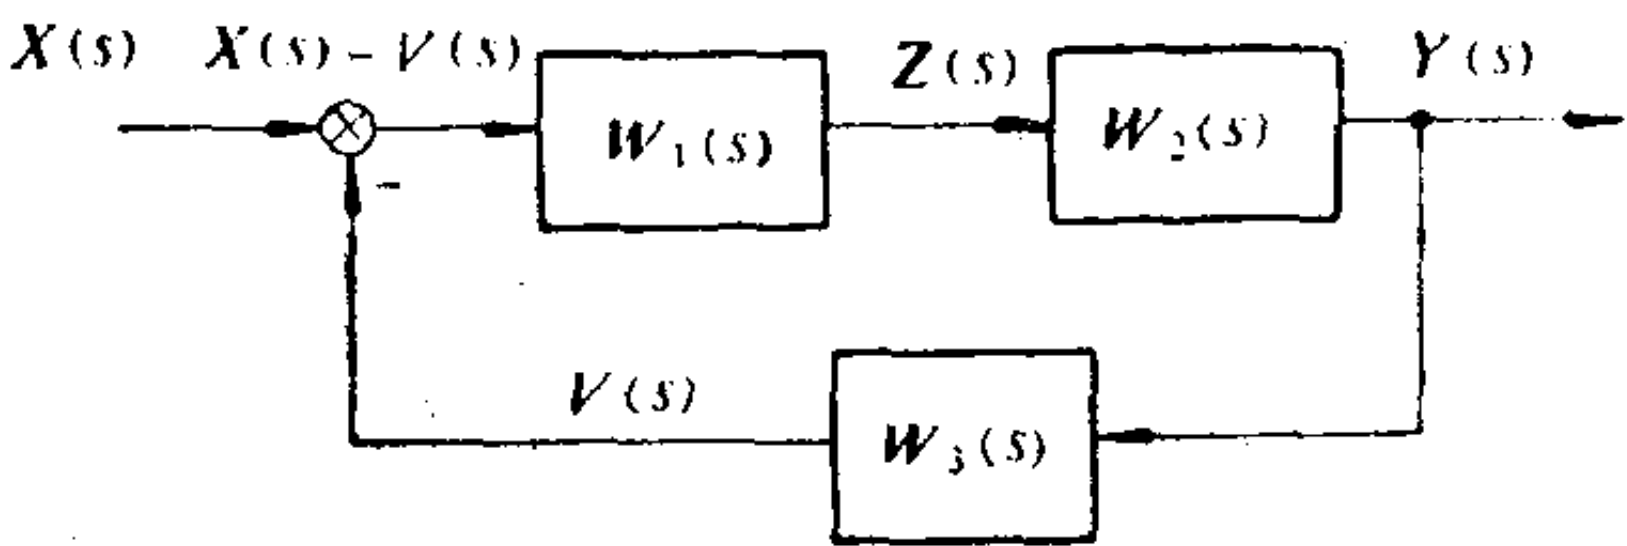 X(s) X(s) - V(s) Z(s) Y(s)
W₁(s) W₂(s)
-
V(s)
W₃(s)